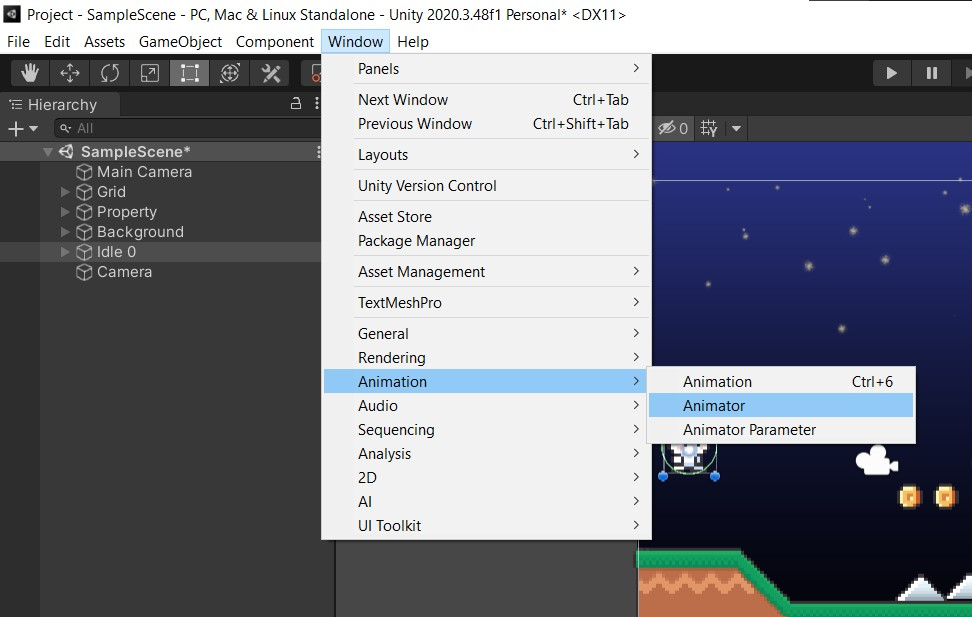 Project - SampleScene - PC, Mac & Linux Standalone - Unity 2020.3.48f1 Personal* <DX11>
File Edit Assets GameObject Component Window Help
Hierarchy
All
SampleScene*
Main Camera
Grid
Property
Background
Idle 0
Camera
Panels
Next Window Ctrl+Tab
Previous Window Ctrl+Shift+Tab
Layouts
Unity Version Control
Asset Store
Package Manager
Asset Management
TextMeshPro
General
Rendering
Animation
Audio
Sequencing
Analysis
2D
AI
UI Toolkit
Animation Ctrl+6
Animator
Animator Parameter
0